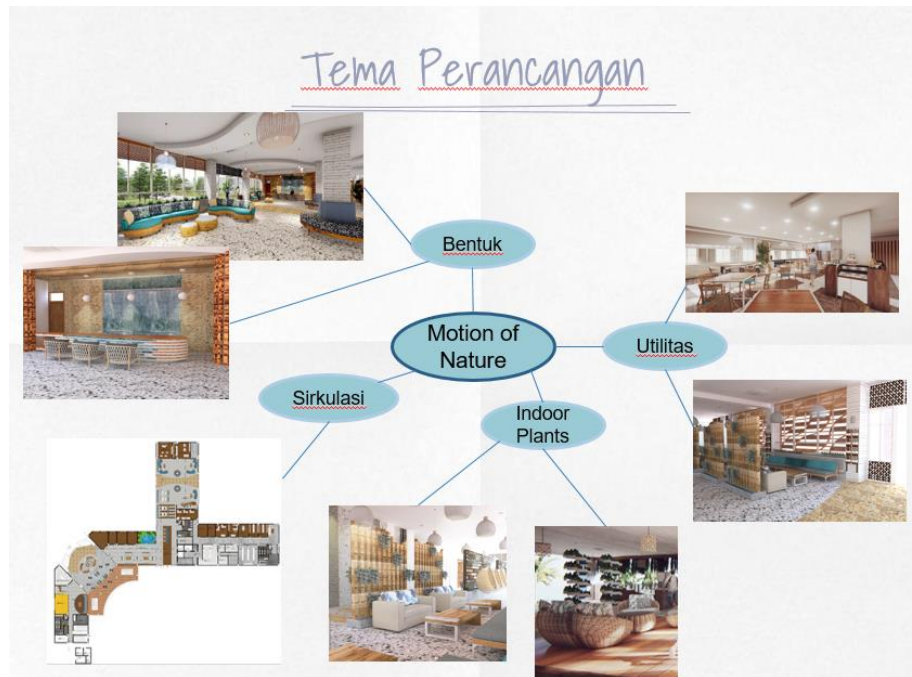 Tema Perancangan
Bentuk
Motion of
Nature
Utilitas
Sirkulasi
Indoor
Plants